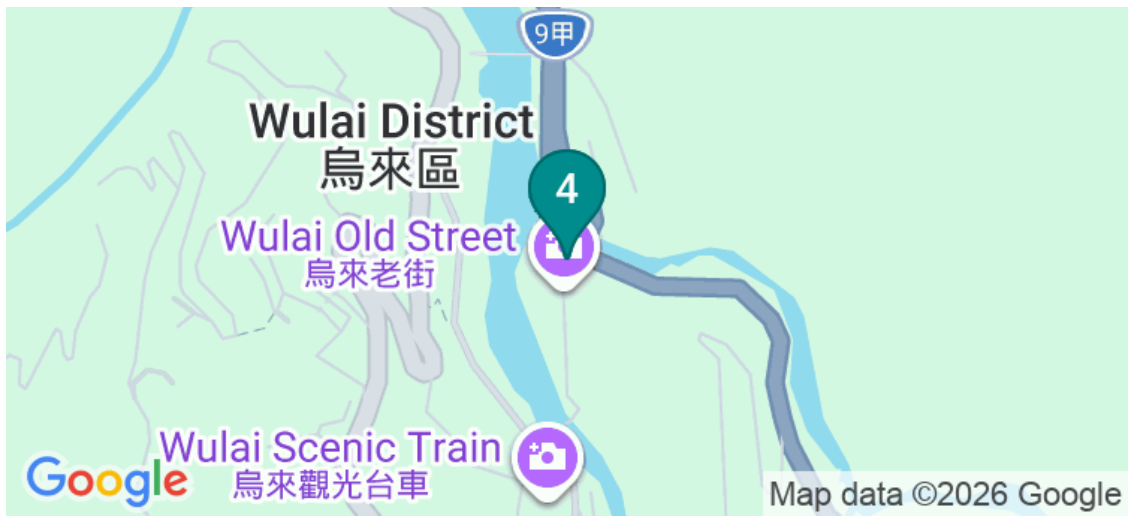 9甲
Wulai District
烏來區
4
Wulai Old Street
烏來老街
Wulai Scenic Train
烏來觀光台車
Google
Map data ©2026 Google